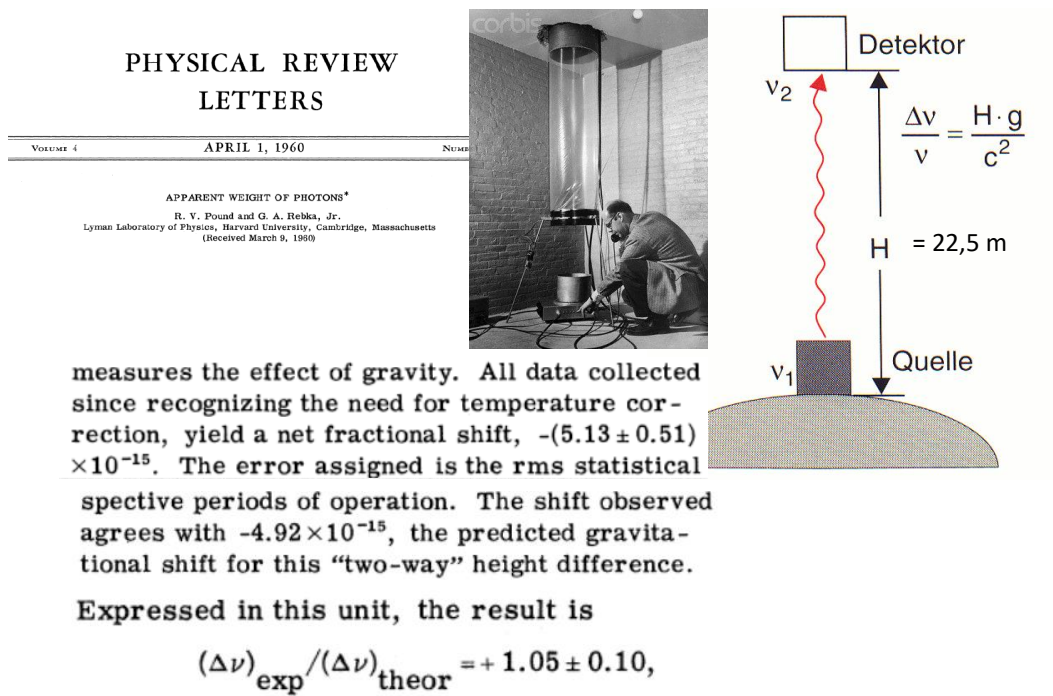 PHYSICAL REVIEW
LETTERS
VOLUME 4 APRIL 1, 1960 NUMB
APPARENT WEIGHT OF PHOTONS*
R. V. Pound and G. A. Rebka, Jr.
Lyman Laboratory of Physics, Harvard University, Cambridge, Massachusetts
(Received March 9, 1960)
corbis
Detektor
ν2
Δν/ν = H·g/c²
H = 22,5 m
Quelle
ν1
measures the effect of gravity. All data collected
since recognizing the need for temperature cor-
rection, yield a net fractional shift, -(5.13 ± 0.51)
×10⁻¹⁵. The error assigned is the rms statistical
spective periods of operation. The shift observed
agrees with -4.92×10⁻¹⁵, the predicted gravita-
tional shift for this “two-way” height difference.
Expressed in this unit, the result is
(Δν)exp/(Δν)theor = + 1.05 ± 0.10,